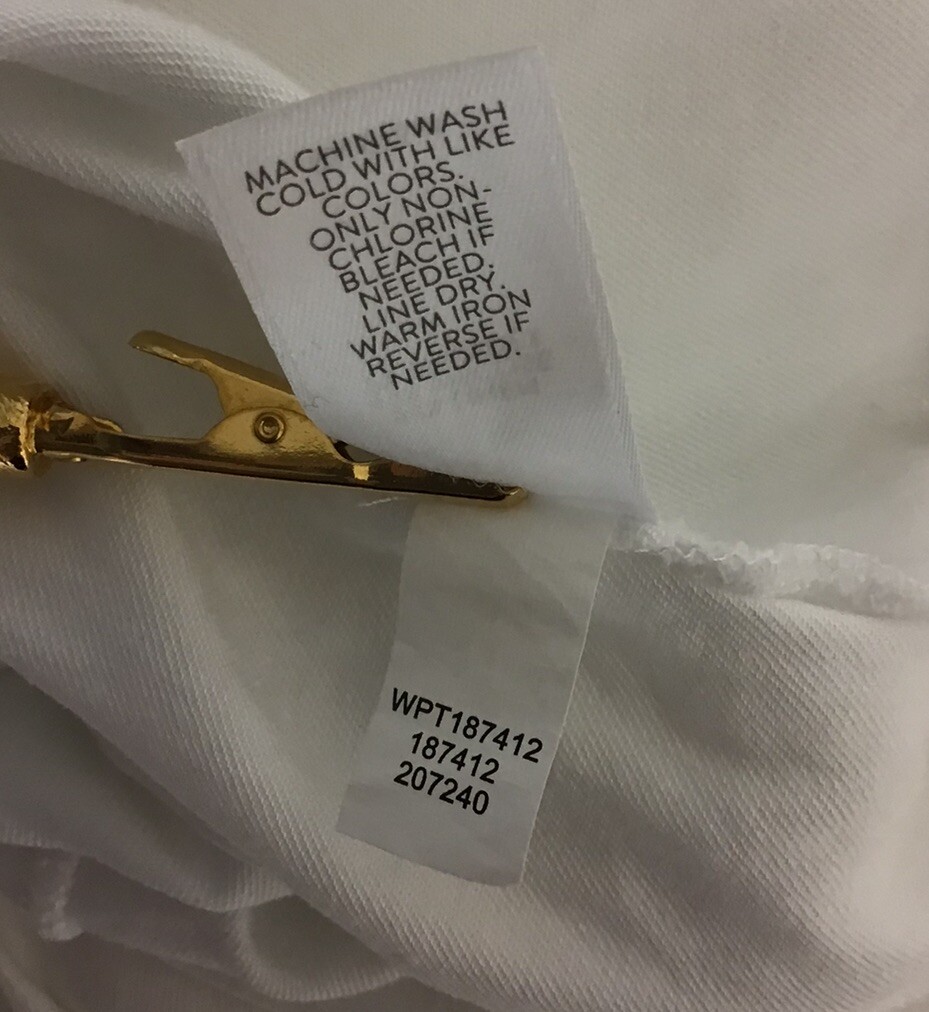 MACHINE WASH
COLD WITH LIKE
COLORS.
ONLY NON-
CHLORINE
BLEACH IF
NEEDED.
LINE DRY.
WARM IRON
REVERSE IF
NEEDED.
WPT187412
187412
207240